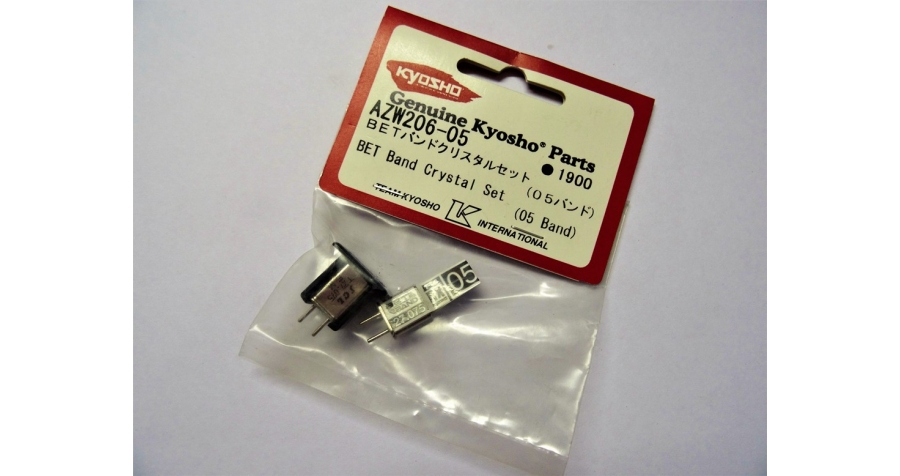 KYOSHO
Genuine Kyosho® Parts
AZW206-05
●1900
BETバンドクリスタルセット (05バンド)
BET Band Crystal Set (05 Band)
TEAM KYOSHO K INTERNATIONAL
05